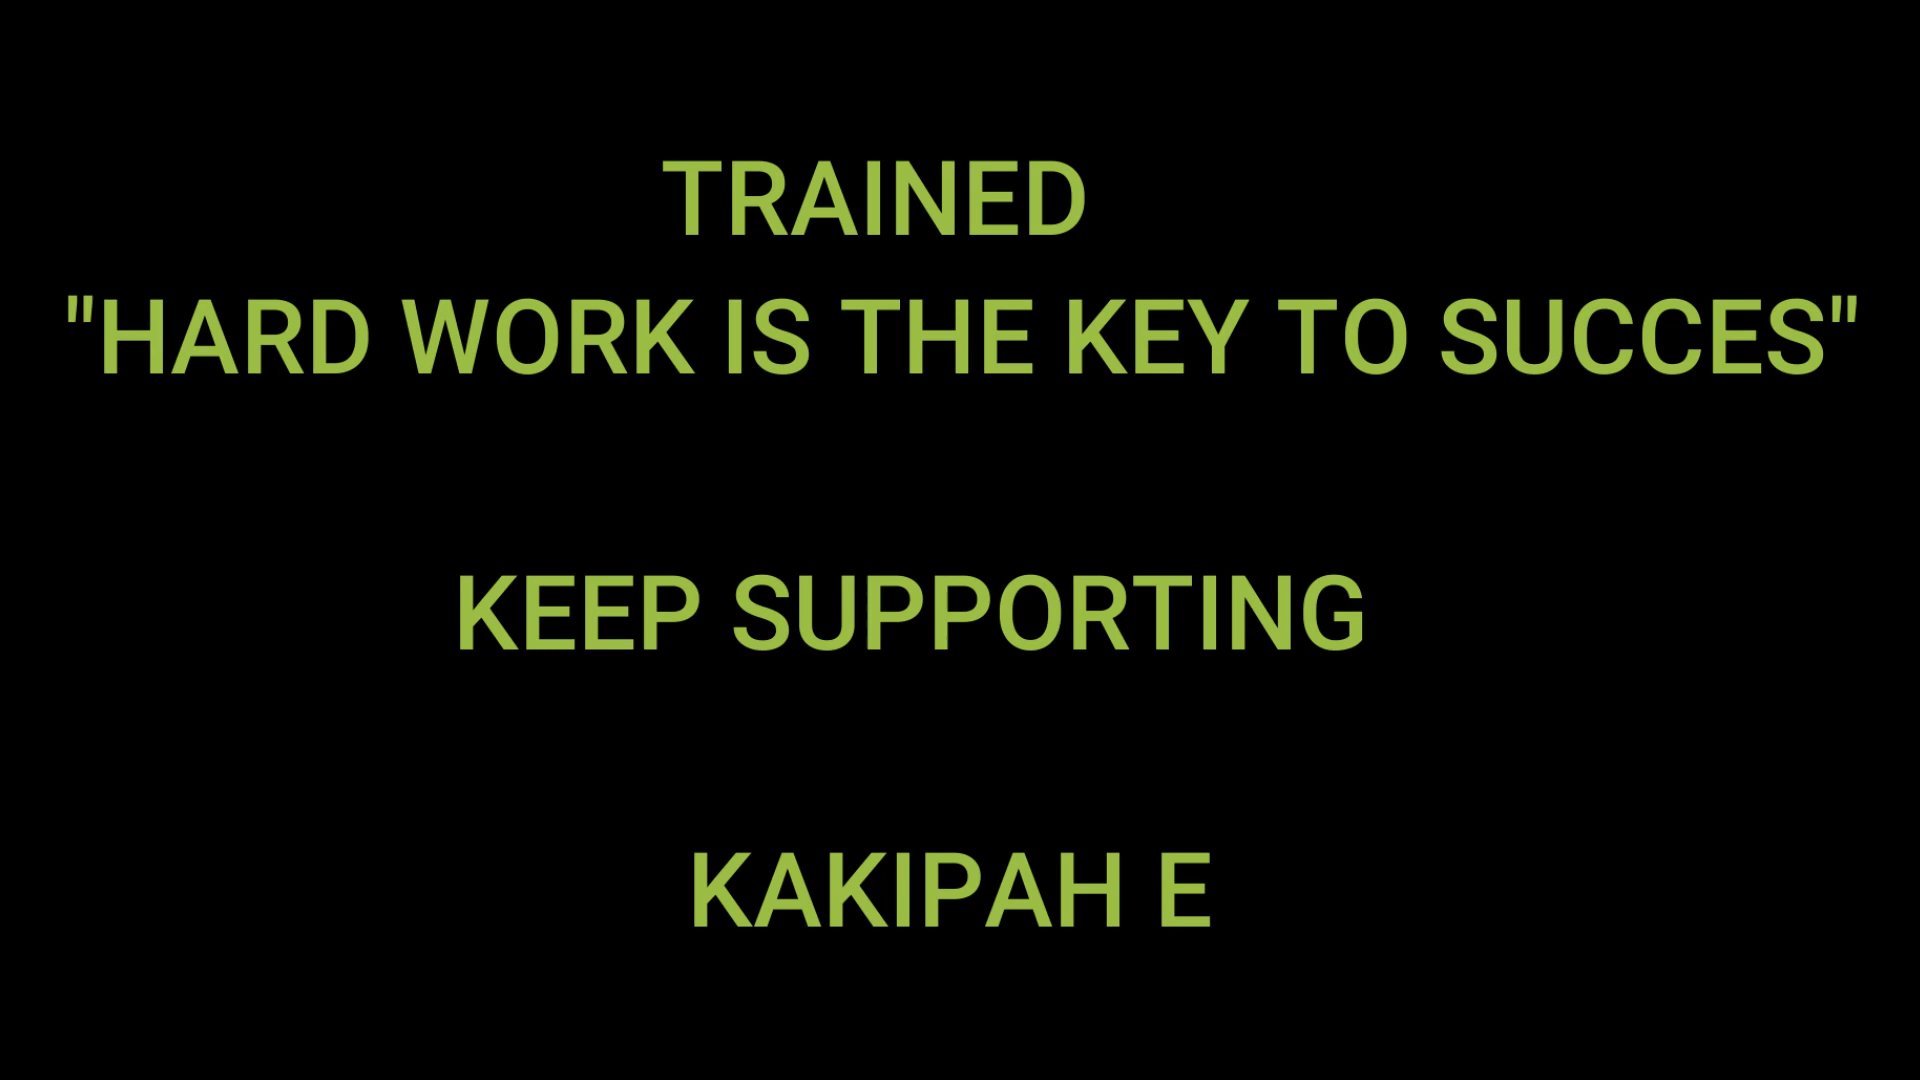 TRAINED
"HARD WORK IS THE KEY TO SUCCES"
KEEP SUPPORTING
KAKIPAH E